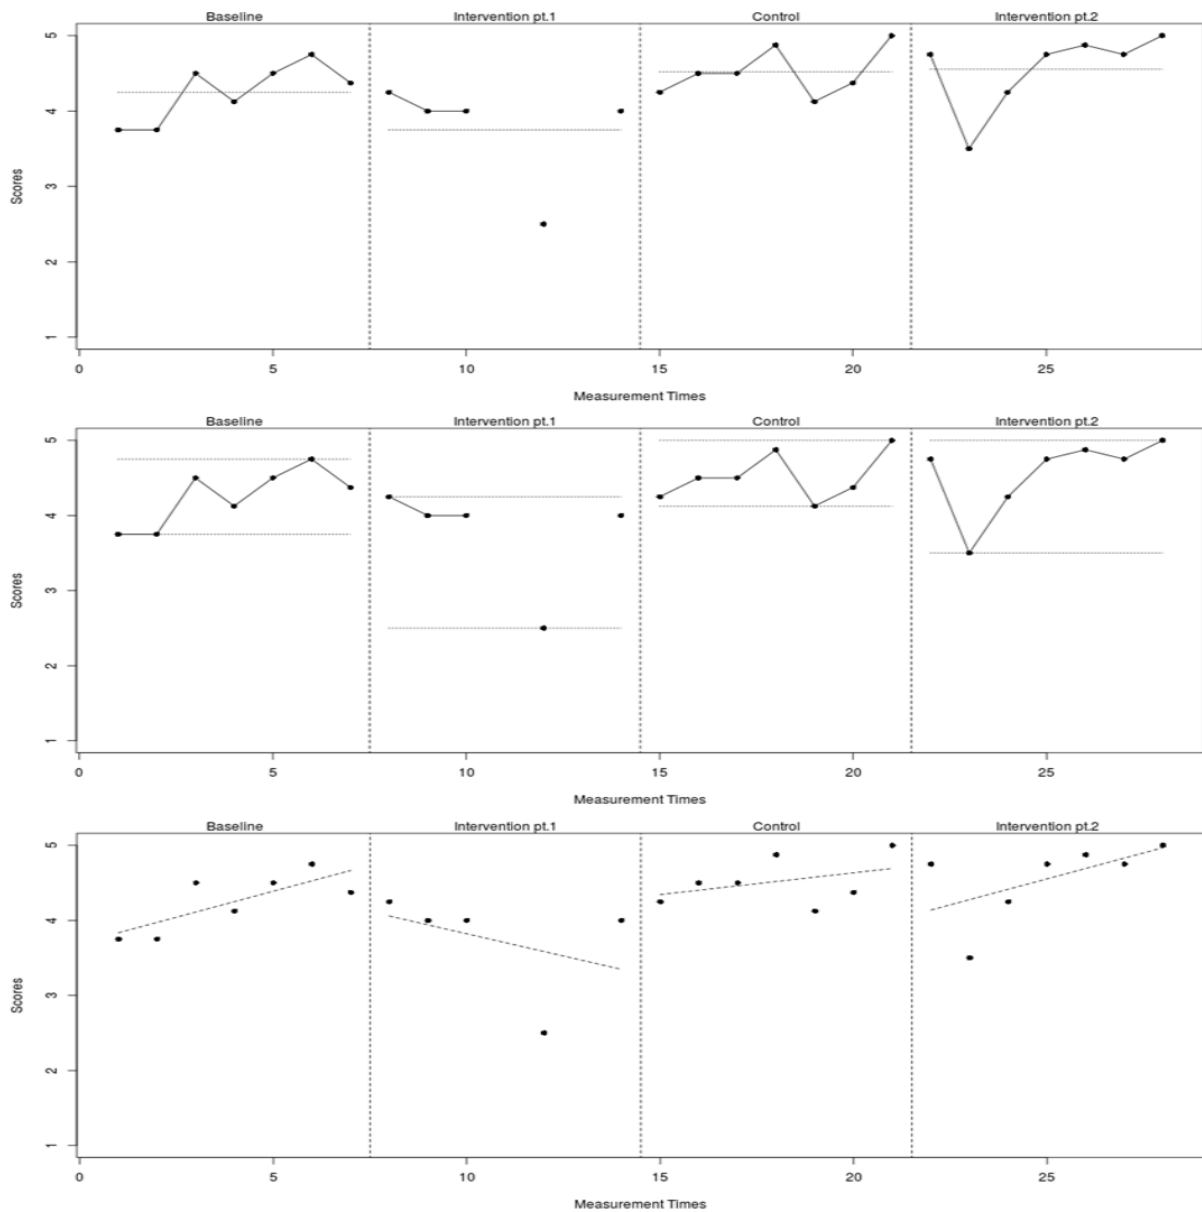 Baseline Intervention pt.1 Control Intervention pt.2
5
4
3
2
1
Scores
0 5 10 15 20 25
Measurement Times
Baseline Intervention pt.1 Control Intervention pt.2
5
4
3
2
1
Scores
0 5 10 15 20 25
Measurement Times
Baseline Intervention pt.1 Control Intervention pt.2
5
4
3
2
1
Scores
0 5 10 15 20 25
Measurement Times